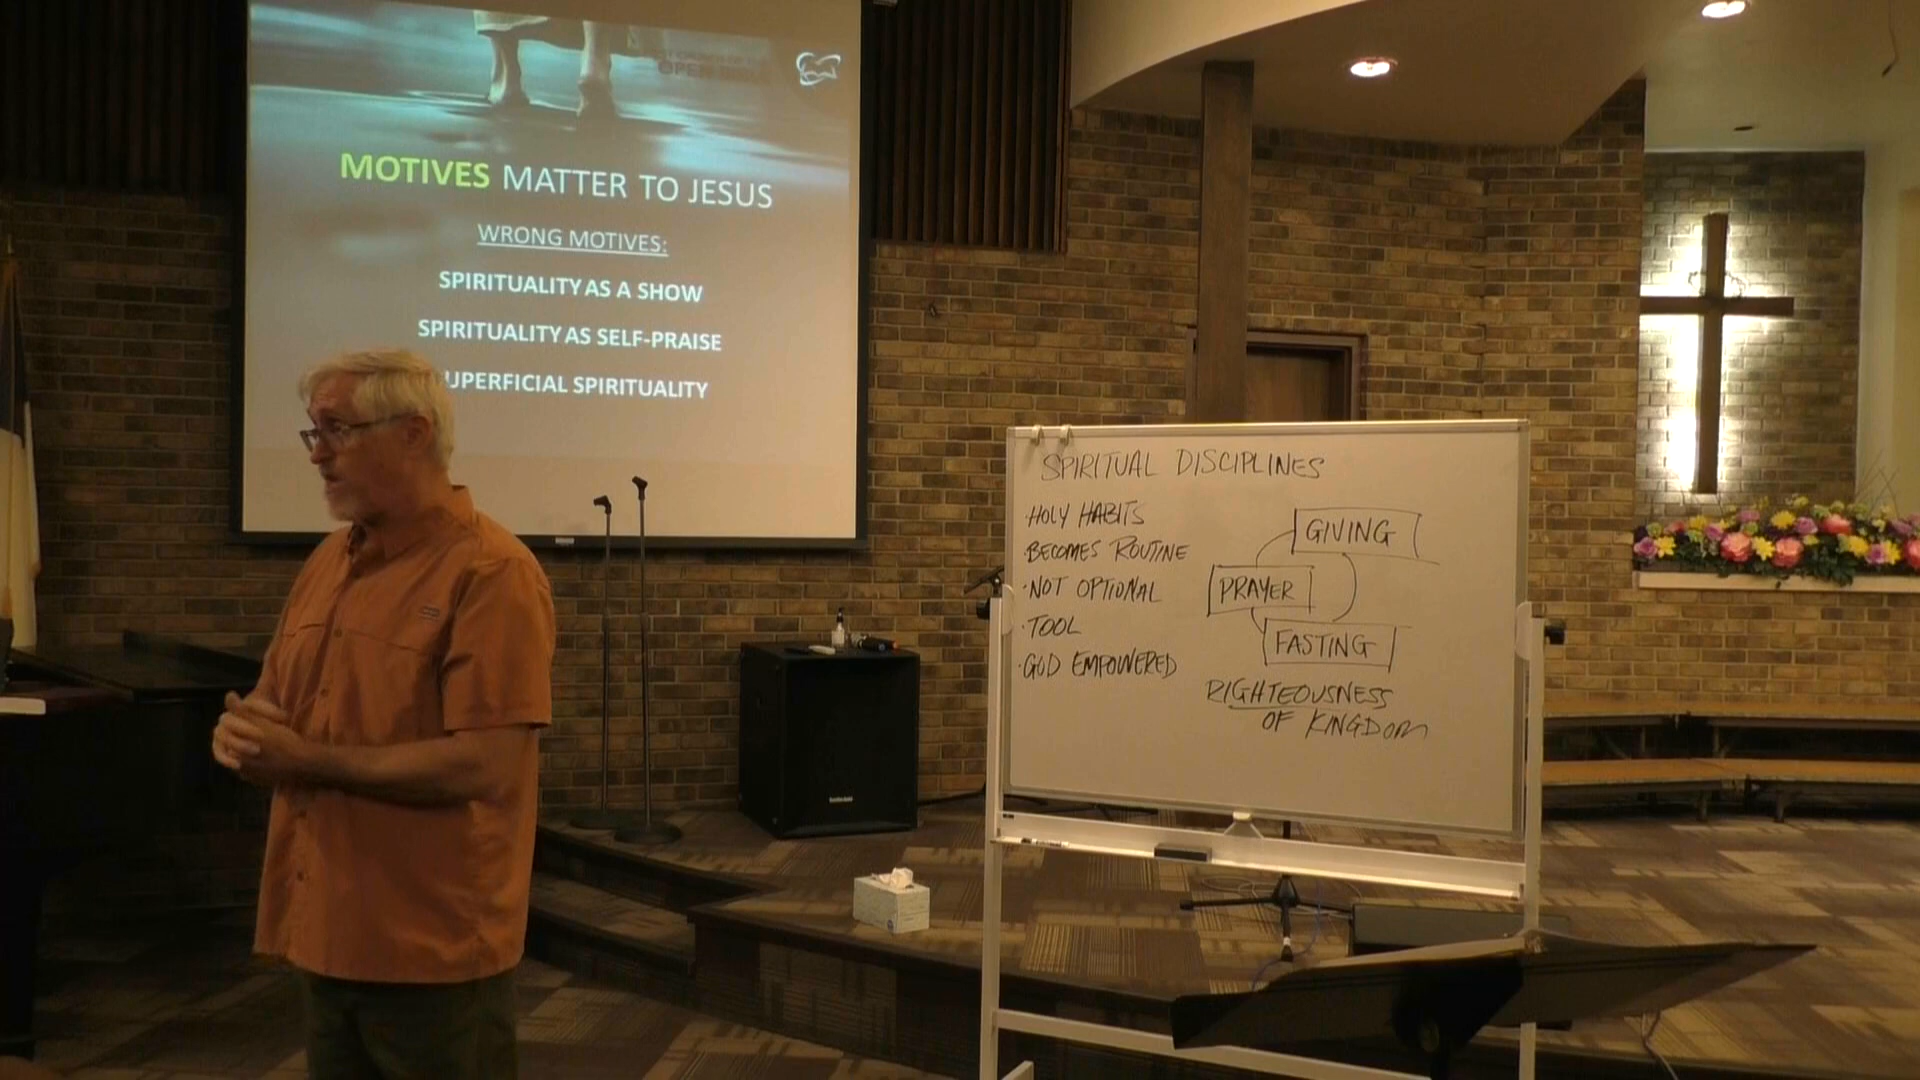 MOTIVES MATTER TO JESUS
WRONG MOTIVES:
SPIRITUALITY AS A SHOW
SPIRITUALITY AS SELF-PRAISE
UPERFICIAL SPIRITUALITY
SPIRITUAL DISCIPLINES
·HOLY HABITS
·BECOMES ROUTINE
·NOT OPTIONAL
·TOOL
·GOD EMPOWERED
GIVING
PRAYER
FASTING
RIGHTEOUSNESS
OF KINGDOM